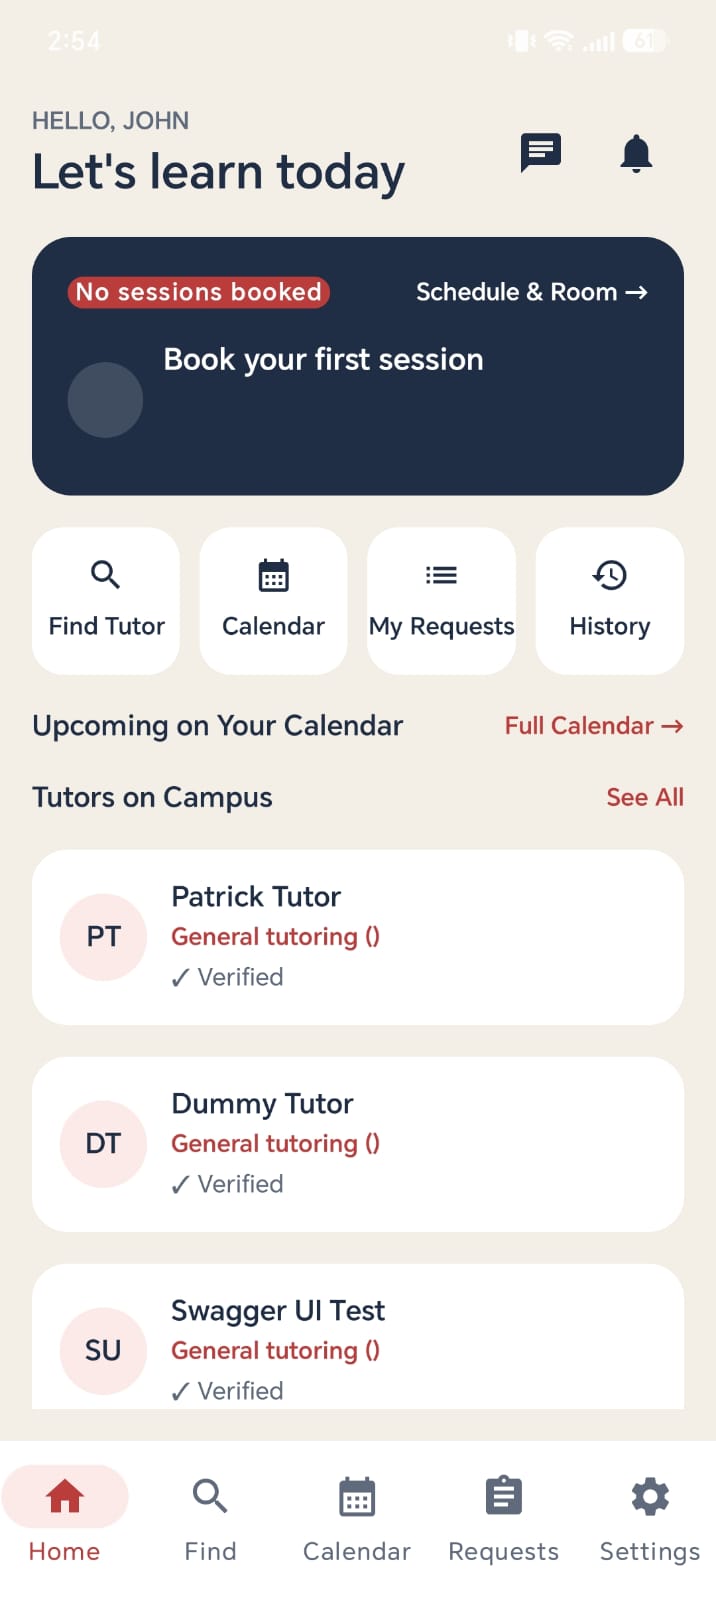 2:54
61
HELLO, JOHN
Let's learn today
No sessions booked
Schedule & Room →
Book your first session
Find Tutor
Calendar
My Requests
History
Upcoming on Your Calendar
Full Calendar →
Tutors on Campus
See All
PT
Patrick Tutor
General tutoring ()
✓ Verified
DT
Dummy Tutor
General tutoring ()
✓ Verified
SU
Swagger UI Test
General tutoring ()
✓ Verified
Home
Find
Calendar
Requests
Settings